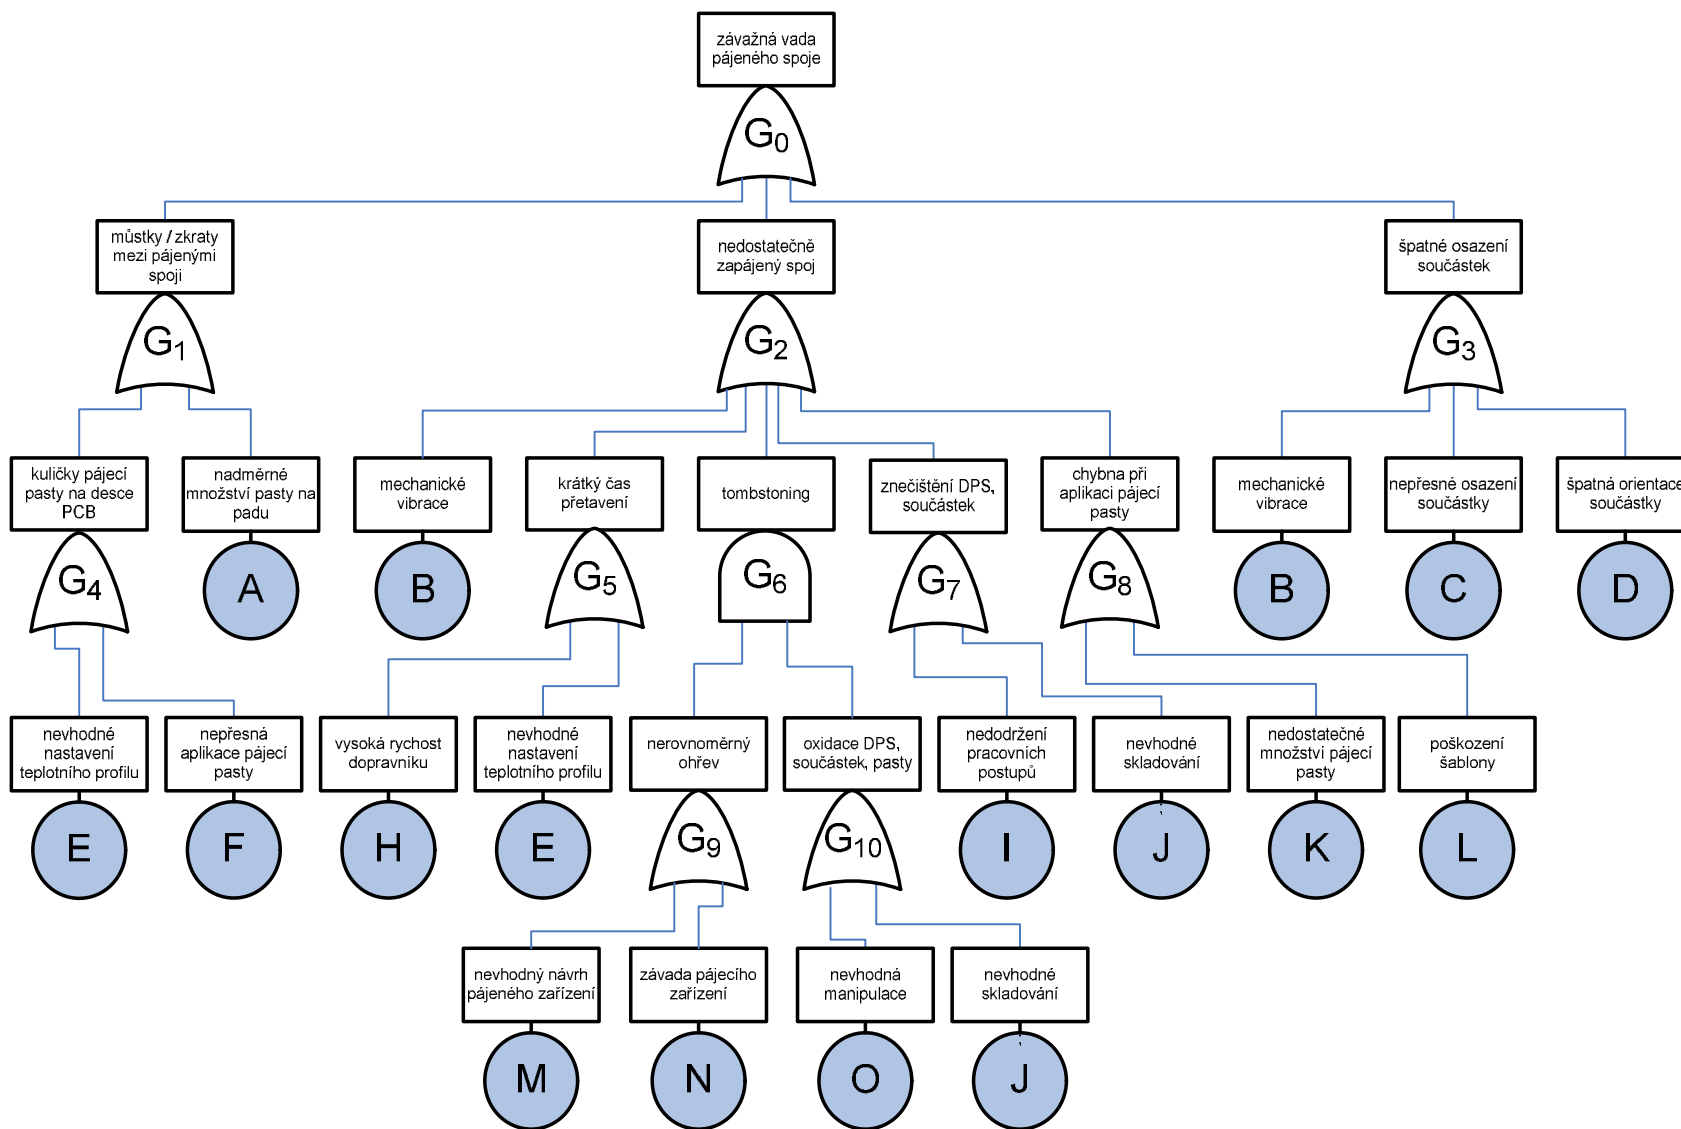 závažná vada
pájeného spoje
G0
můstky / zkraty
mezi pájenými
spoji
nedostatečně
zapájený spoj
špatné osazení
součástek
G1
G2
G3
kuličky pájecí
pasty na desce
PCB
nadměrné
množství pasty na
padu
mechanické
vibrace
krátký čas
přetavení
tombstoning
znečištění DPS,
součástek
chybna při
aplikaci pájecí
pasty
mechanické
vibrace
nepřesné osazení
součástky
špatná orientace
součástky
G4
A
B
G5
G6
G7
G8
B
C
D
nevhodné
nastavení
teplotního profilu
nepřesná
aplikace pájecí
pasty
vysoká rychost
dopravníku
nevhodné
nastavení
teplotního profilu
nerovnoměrný
ohřev
oxidace DPS,
součástek, pasty
nedodržení
pracovních
postupů
nevhodné
skladování
nedostatečné
množství pájecí
pasty
poškození
šablony
E
F
H
E
G9
G10
I
J
K
L
nevhodný návrh
pájeného zařízení
závada pájecího
zařízení
nevhodná
manipulace
nevhodné
skladování
M
N
O
J